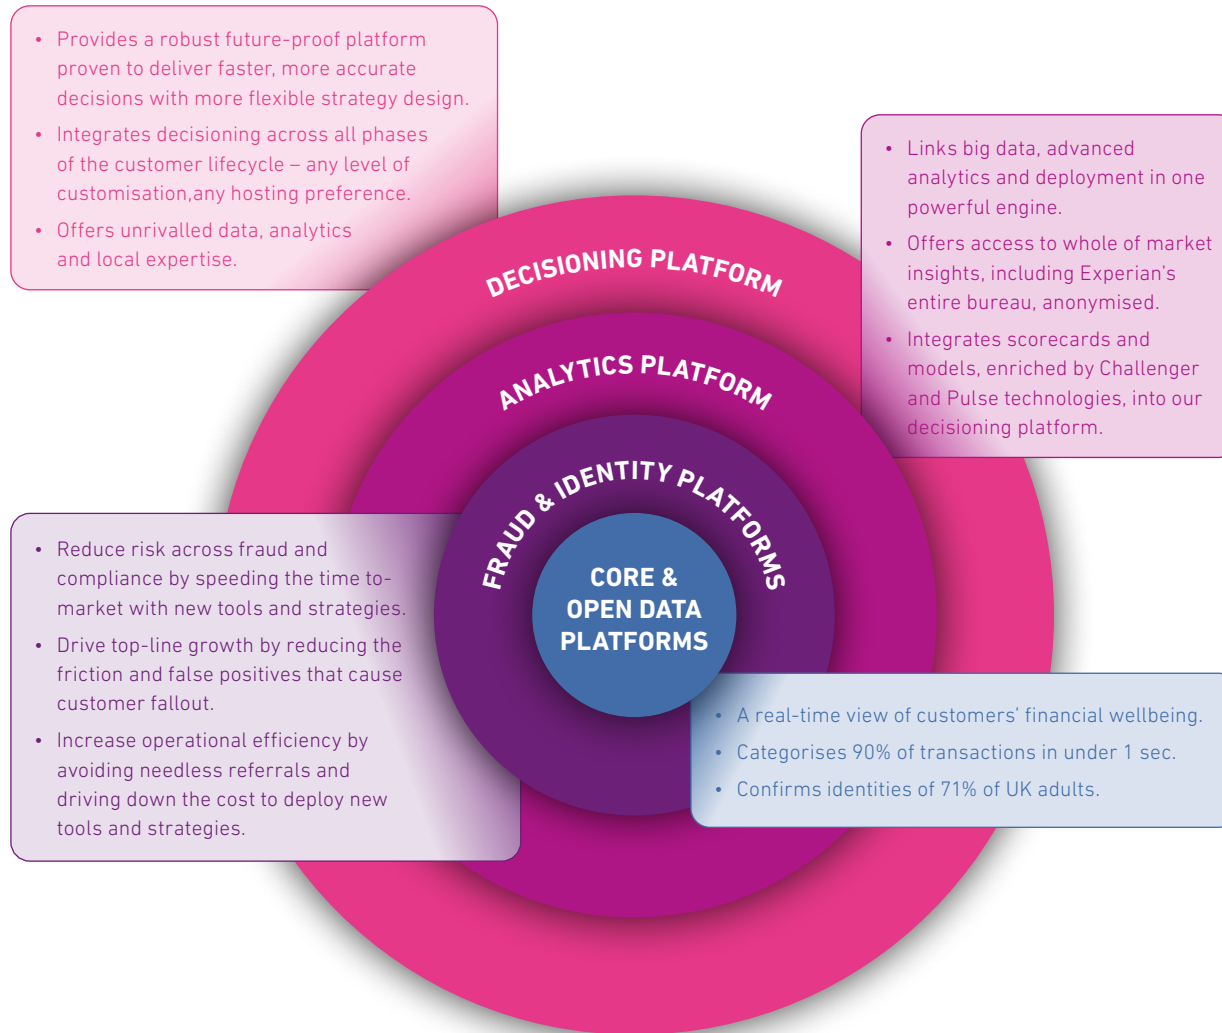 • Provides a robust future-proof platform
proven to deliver faster, more accurate
decisions with more flexible strategy design.
• Integrates decisioning across all phases
of the customer lifecycle – any level of
customisation,any hosting preference.
• Offers unrivalled data, analytics
and local expertise.
• Links big data, advanced
analytics and deployment in one
powerful engine.
• Offers access to whole of market
insights, including Experian’s
entire bureau, anonymised.
• Integrates scorecards and
models, enriched by Challenger
and Pulse technologies, into our
decisioning platform.
DECISIONING PLATFORM
ANALYTICS PLATFORM
FRAUD & IDENTITY PLATFORMS
CORE &
OPEN DATA
PLATFORMS
• Reduce risk across fraud and
compliance by speeding the time to-
market with new tools and strategies.
• Drive top-line growth by reducing the
friction and false positives that cause
customer fallout.
• Increase operational efficiency by
avoiding needless referrals and
driving down the cost to deploy new
tools and strategies.
• A real-time view of customers’ financial wellbeing.
• Categorises 90% of transactions in under 1 sec.
• Confirms identities of 71% of UK adults.